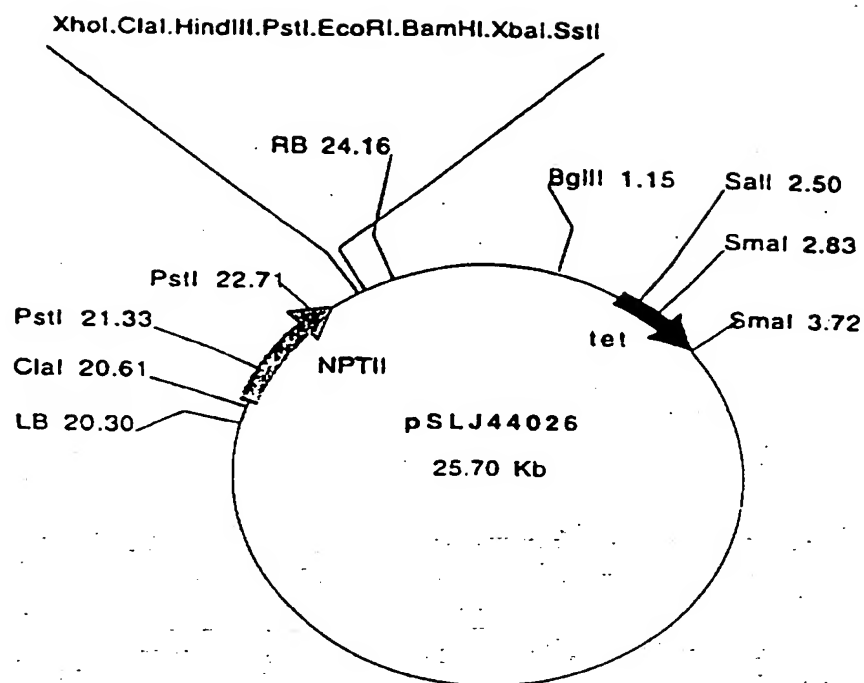 XhoI.ClaI.HindIII.PstI.EcoRI.BamHI.XbaI.SstI
RB 24.16
BglII 1.15
SalI 2.50
SmaI 2.83
PstI 22.71
PstI 21.33
SmaI 3.72
tet
NPTII
ClaI 20.61
LB 20.30
pSLJ44026
25.70 Kb